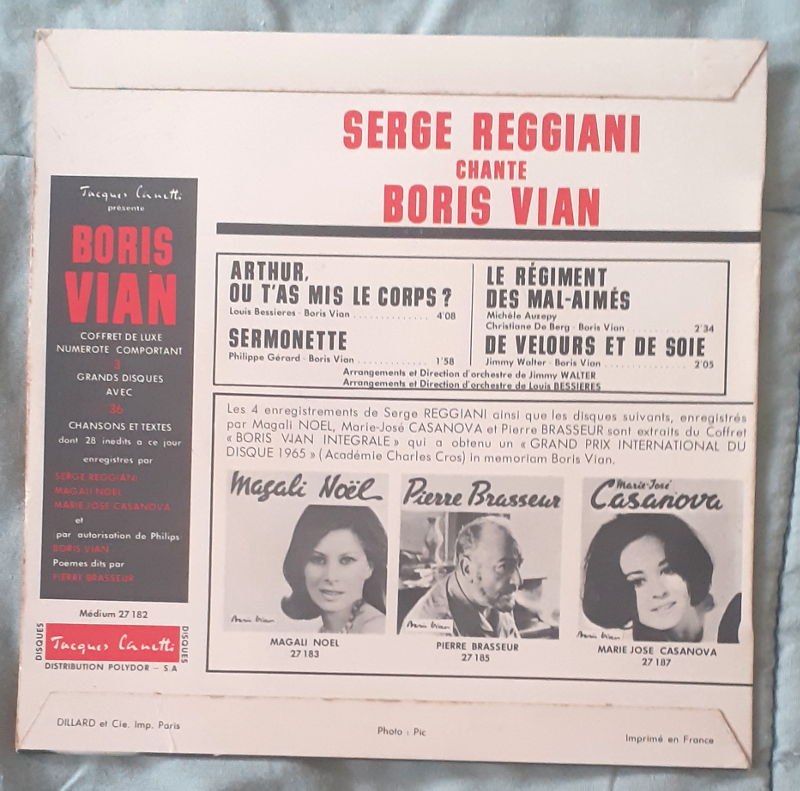 SERGE REGGIANI
CHANTE
BORIS VIAN
Jacques Canetti
présente
BORIS
VIAN
COFFRET DE LUXE
NUMEROTE COMPORTANT
3
GRANDS DISQUES
AVEC
36
CHANSONS ET TEXTES
dont 28 inedits a ce jour
enregistres par
SERGE REGGIANI
MAGALI NOEL
MARIE JOSE CASANOVA
et
par autorisation de Philips
BORIS VIAN
Poèmes dits par
PIERRE BRASSEUR
Médium 27 182
DISQUES
Jacques Canetti
DISQUES
DISTRIBUTION POLYDOR - S.A
ARTHUR,
OU T'AS MIS LE CORPS ?
Louis Bessieres - Boris Vian .............. 4'08
SERMONETTE
Philippe Gérard - Boris Vian ............. 1'58
LE RÉGIMENT
DES MAL-AIMÉS
Michèle Auzepy
Christiane De Berg - Boris Vian .......... 2'34
DE VELOURS ET DE SOIE
Jimmy Walter - Boris Vian ............... 2'05
Arrangements et Direction d'orchestre de Jimmy WALTER
Arrangements et Direction d'orchestre de Louis BESSIERES
Les 4 enregistrements de Serge REGGIANI ainsi que les disques suivants, enregistrés
par Magali NOEL, Marie-José CASANOVA et Pierre BRASSEUR sont extraits du Coffret
« BORIS VIAN INTEGRALE » qui a obtenu un « GRAND PRIX INTERNATIONAL DU
DISQUE 1965 » (Académie Charles Cros) in memoriam Boris Vian.
Magali Noël
Boris Vian
MAGALI NOEL
27 183
Pierre Brasseur
Boris Vian
PIERRE BRASSEUR
27 185
Marie-José
Casanova
Boris Vian
MARIE JOSE CASANOVA
27 187
DILLARD et Cie. Imp. Paris
Photo : Pic
Imprimé en France